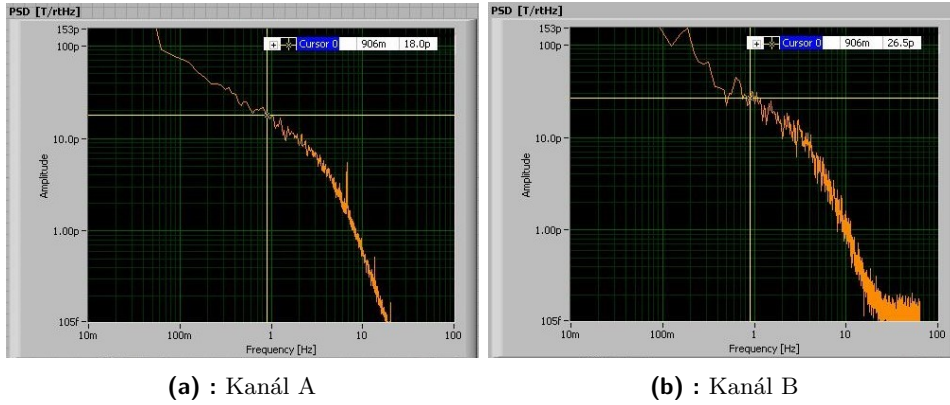 PSD [T/rtHz]
153p
100p
10.0p
1.00p
105f
Amplitude
Cursor 0 906m 18.0p
10m 100m 1 10 100
Frequency [Hz]
(a) : Kanál A
PSD [T/rtHz]
153p
100p
10.0p
1.00p
105f
Amplitude
Cursor 0 906m 26.5p
10m 100m 1 10 100
Frequency [Hz]
(b) : Kanál B